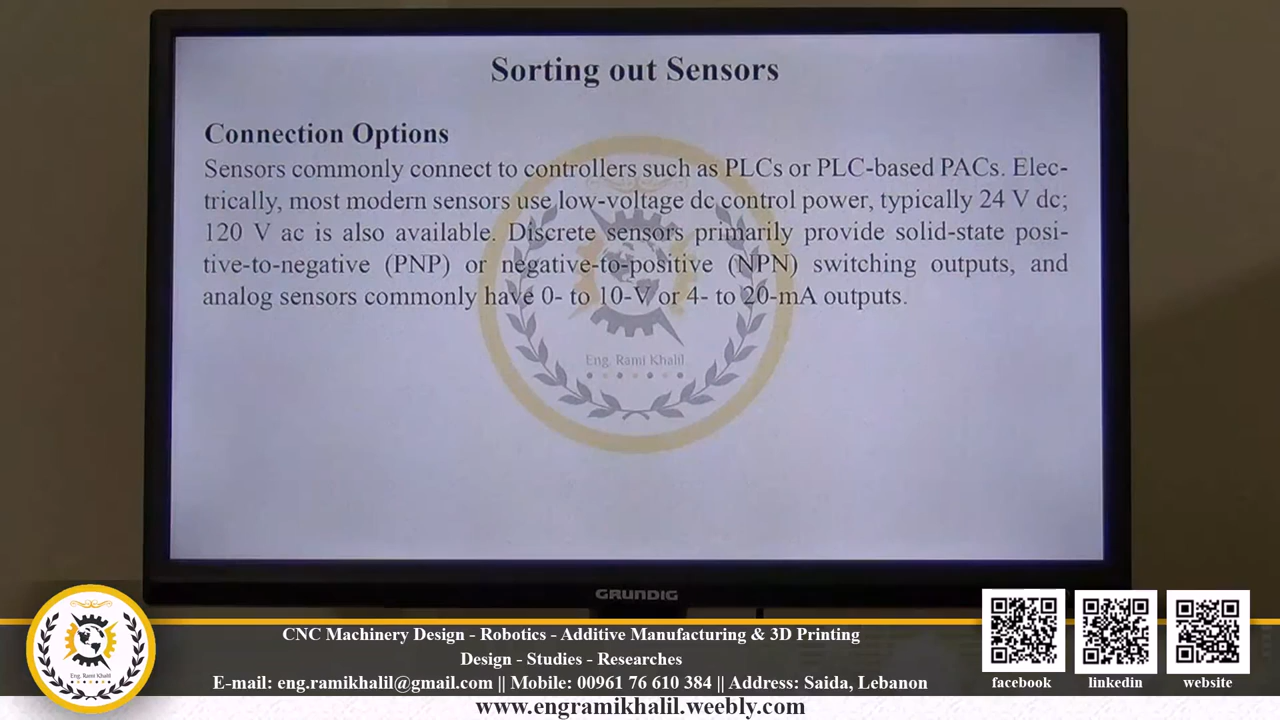 Sorting out Sensors
Connection Options
Sensors commonly connect to controllers such as PLCs or PLC-based PACs. Elec-
trically, most modern sensors use low-voltage dc control power, typically 24 V dc;
120 V ac is also available. Discrete sensors primarily provide solid-state posi-
tive-to-negative (PNP) or negative-to-positive (NPN) switching outputs, and
analog sensors commonly have 0- to 10-V or 4- to 20-mA outputs.
Eng. Rami Khalil
GRUNDIG
Eng. Rami Khalil
CNC Machinery Design - Robotics - Additive Manufacturing & 3D Printing
Design - Studies - Researches
E-mail: eng.ramikhalil@gmail.com || Mobile: 00961 76 610 384 || Address: Saida, Lebanon
www.engramikhalil.weebly.com
facebook
linkedin
website